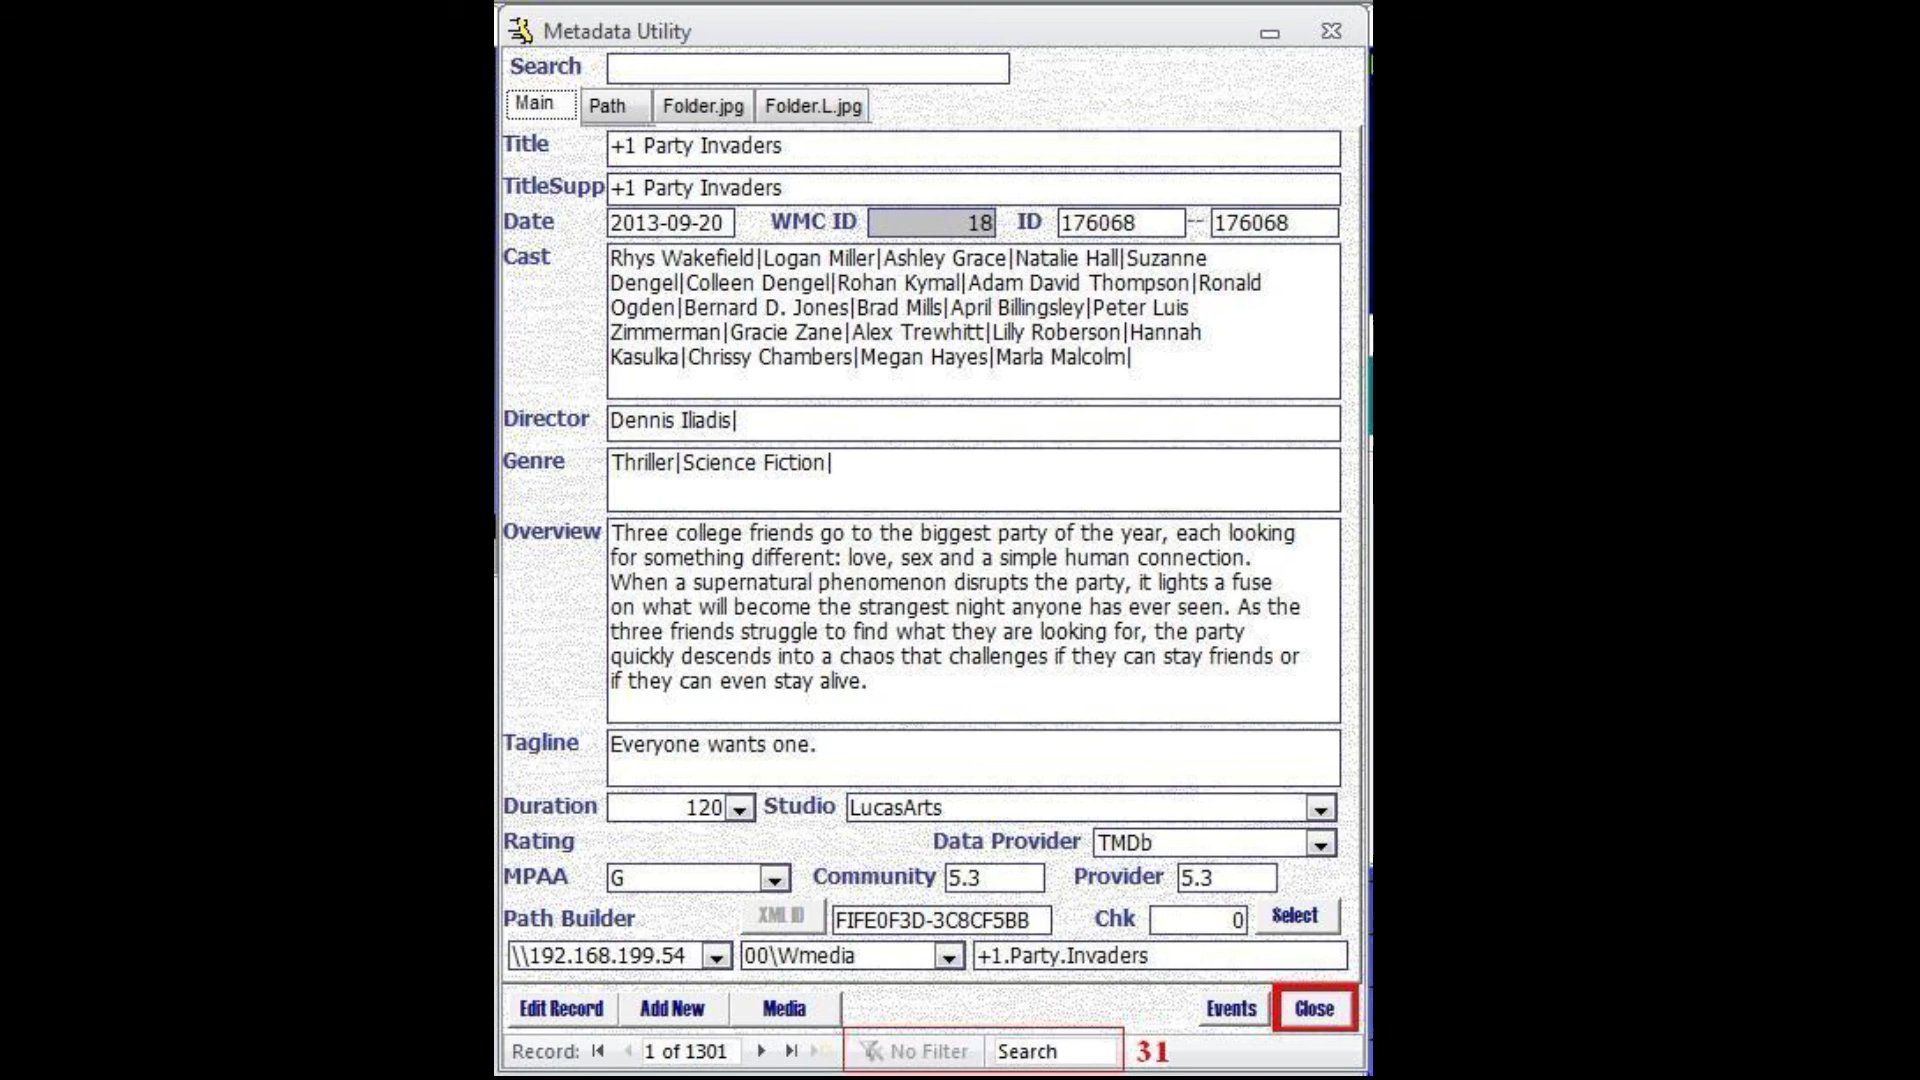 Metadata Utility
Search
Main Path Folder.jpg Folder.L.jpg
Title +1 Party Invaders
TitleSupp +1 Party Invaders
Date 2013-09-20 WMC ID 18 ID 176068 -- 176068
Cast Rhys Wakefield|Logan Miller|Ashley Grace|Natalie Hall|Suzanne
Dengel|Colleen Dengel|Rohan Kymal|Adam David Thompson|Ronald
Ogden|Bernard D. Jones|Brad Mills|April Billingsley|Peter Luis
Zimmerman|Gracie Zane|Alex Trewhitt|Lilly Roberson|Hannah
Kasulka|Chrissy Chambers|Megan Hayes|Marla Malcolm|
Director Dennis Iliadis|
Genre Thriller|Science Fiction|
Overview Three college friends go to the biggest party of the year, each looking
for something different: love, sex and a simple human connection.
When a supernatural phenomenon disrupts the party, it lights a fuse
on what will become the strangest night anyone has ever seen. As the
three friends struggle to find what they are looking for, the party
quickly descends into a chaos that challenges if they can stay friends or
if they can even stay alive.
Tagline Everyone wants one.
Duration 120 Studio LucasArts
Rating Data Provider TMDb
MPAA G Community 5.3 Provider 5.3
Path Builder XML ID FIFE0F3D-3C8CF5BB Chk 0 Select
\\192.168.199.54 00\Wmedia +1.Party.Invaders
Edit Record Add New Media Events Close
Record: 1 of 1301 No Filter Search 31